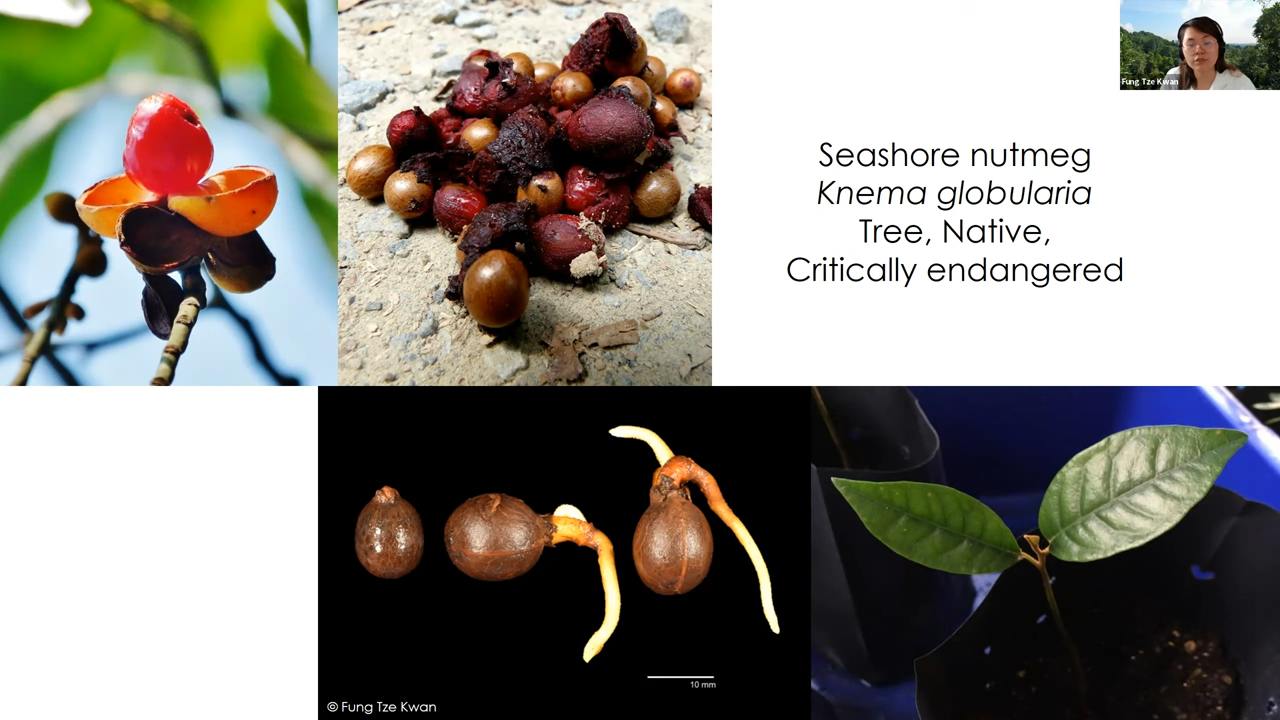 Fung Tze Kwan
Seashore nutmeg
Knema globularia
Tree, Native,
Critically endangered
10 mm
© Fung Tze Kwan